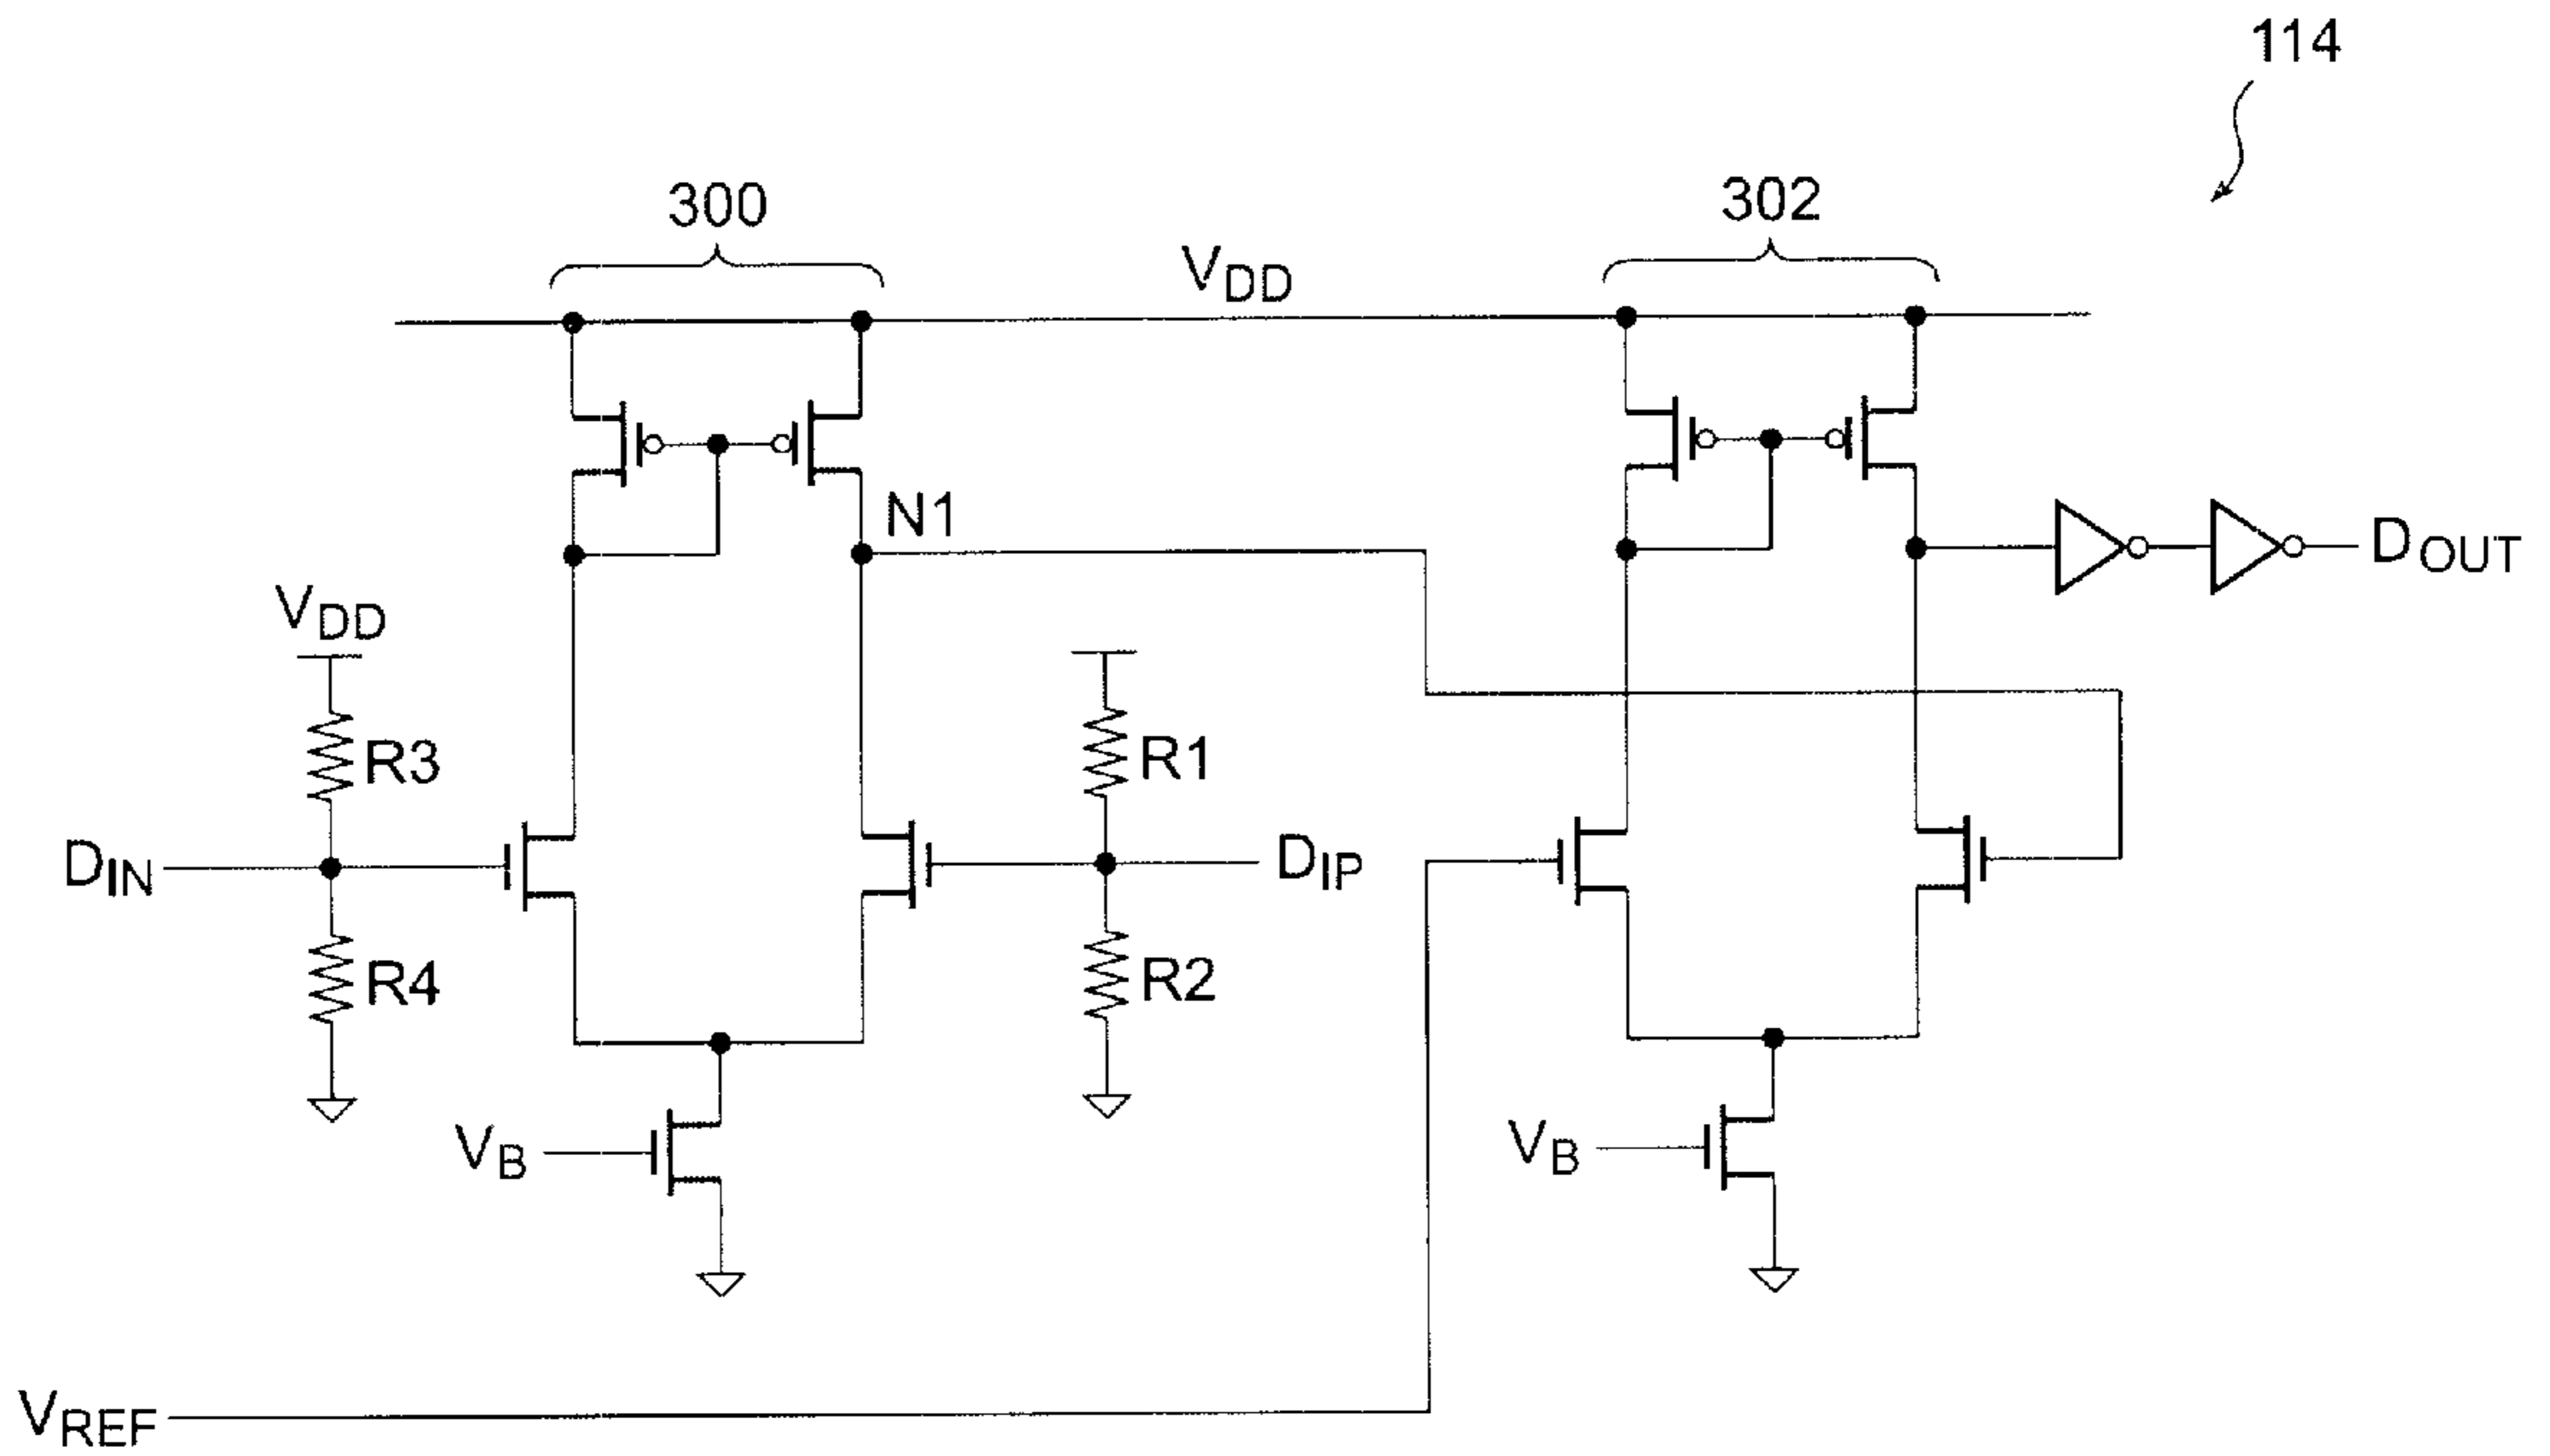 114
300
302
VDD
N1
DOUT
VDD
R3
R1
DIN
DIP
R4
R2
VB
VB
VREF